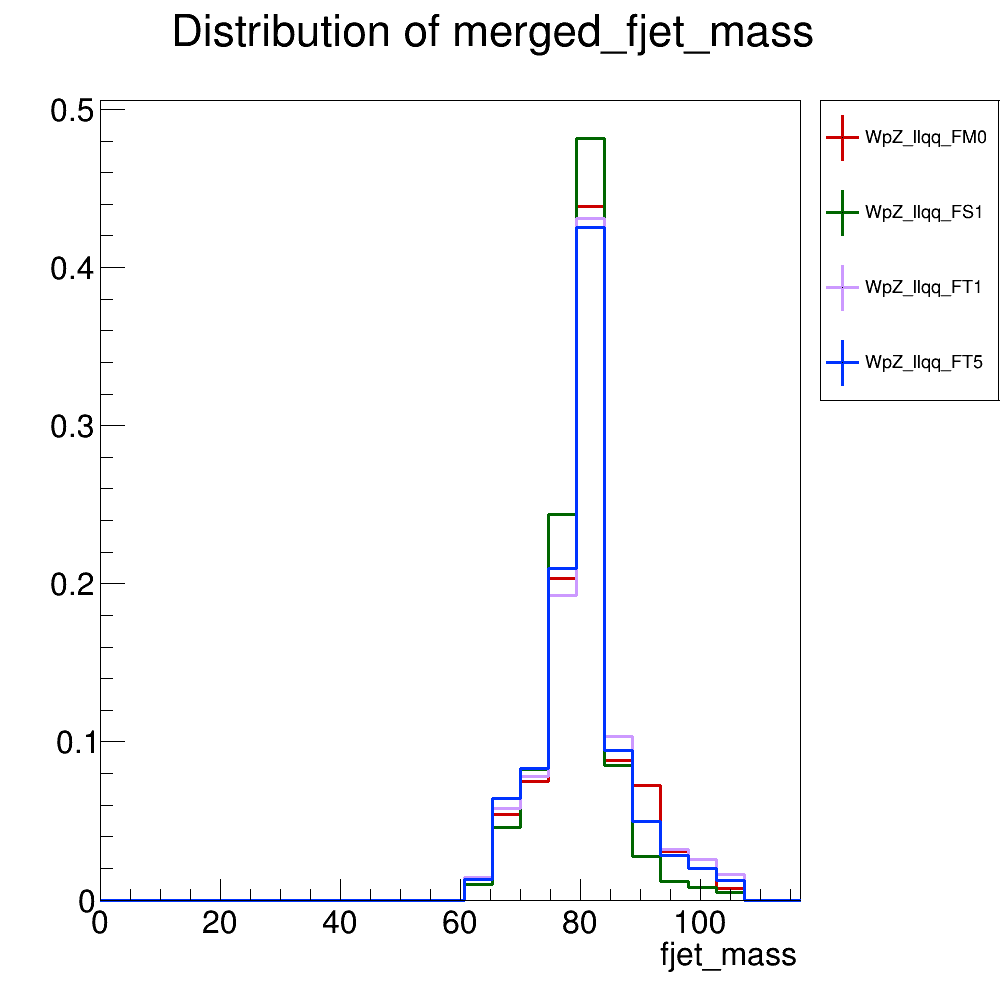 Distribution of merged_fjet_mass
0.5
0.4
0.3
0.2
0.1
0
0 20 40 60 80 100
fjet_mass
WpZ_llqq_FM0
WpZ_llqq_FS1
WpZ_llqq_FT1
WpZ_llqq_FT5